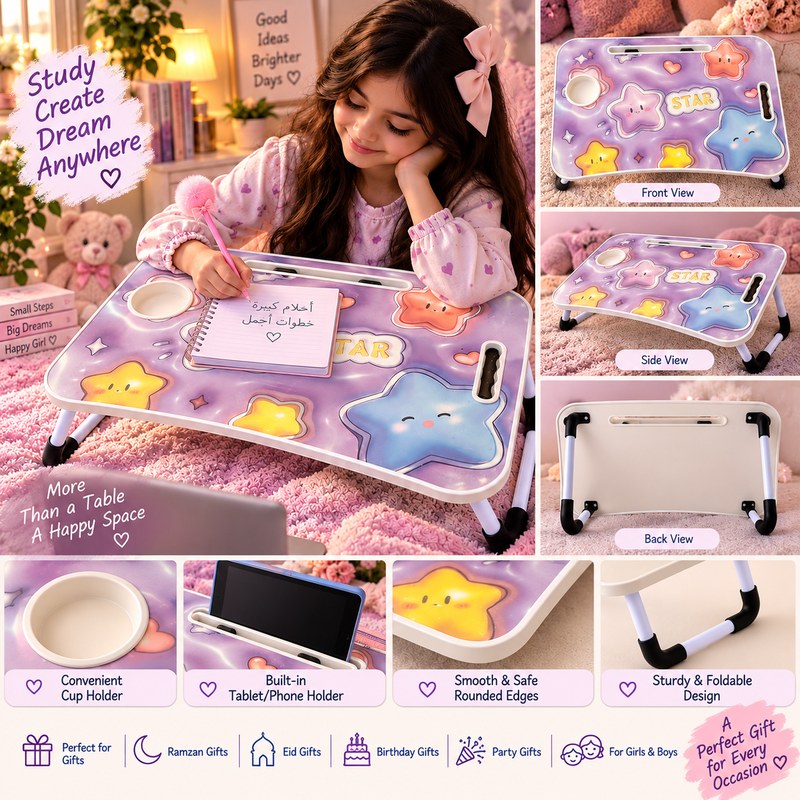 Study
Create
Dream
Anywhere
Good
Ideas
Brighter
Days
Small Steps
Big Dreams
Happy Girl
أحلام كبيرة
خطوات أجمل
TAR
More
Than a Table
A Happy Space
STAR
Front View
STAR
Side View
Back View
Convenient
Cup Holder
Built-in
Tablet/Phone Holder
Smooth & Safe
Rounded Edges
Sturdy & Foldable
Design
Perfect for
Gifts
Ramzan Gifts
Eid Gifts
Birthday Gifts
Party Gifts
For Girls & Boys
A
Perfect Gift
for Every
Occasion